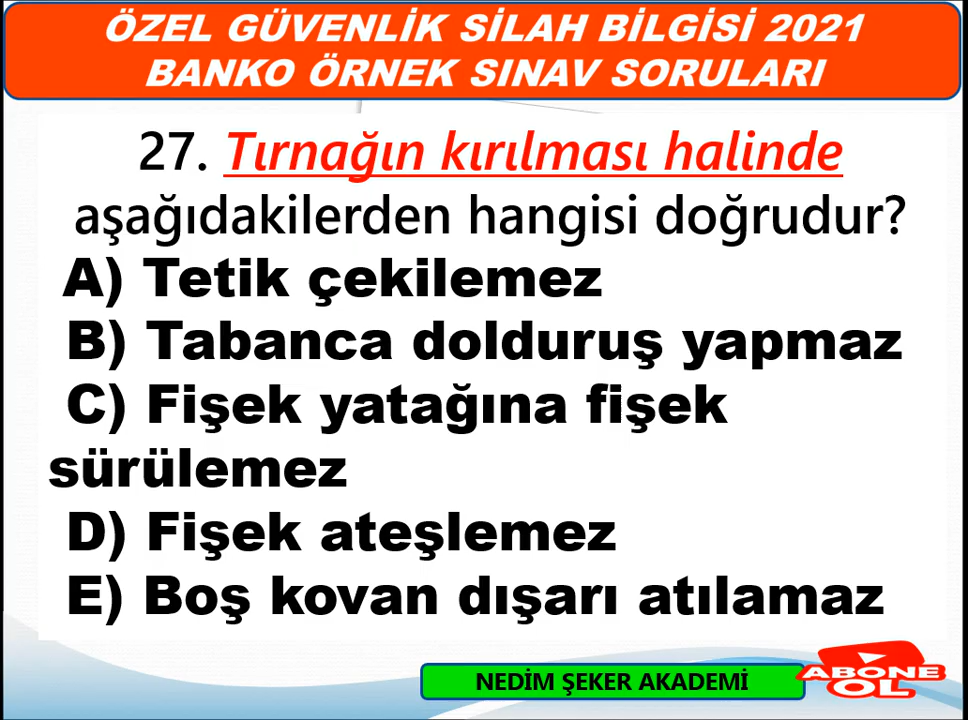 ÖZEL GÜVENLİK SİLAH BİLGİSİ 2021
BANKO ÖRNEK SINAV SORULARI
27. Tırnağın kırılması halinde
aşağıdakilerden hangisi doğrudur?
A) Tetik çekilemez
B) Tabanca dolduruş yapmaz
C) Fişek yatağına fişek
sürülemez
D) Fişek ateşlemez
E) Boş kovan dışarı atılamaz
NEDİM ŞEKER AKADEMİ
ABONE
OL